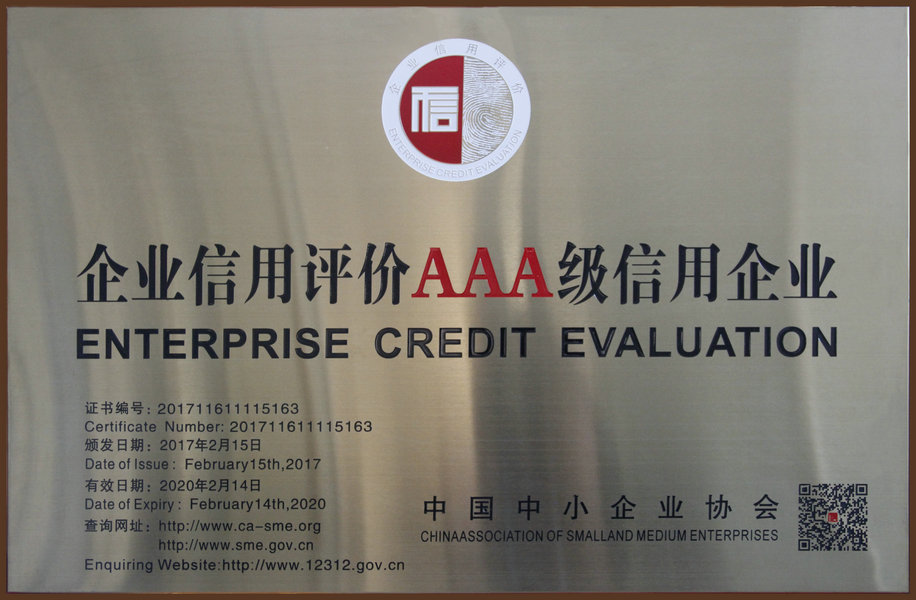 企业信用评价
信
ENTERPRISE CREDIT EVALUATION
企业信用评价AAA级信用企业
ENTERPRISE CREDIT EVALUATION
证书编号: 201711611115163
Certificate Number: 201711611115163
颁发日期: 2017年2月15日
Date of Issue: February15th,2017
有效日期: 2020年2月14日
Date of Expiry: February14th,2020
查询网址: http://www.ca-sme.org
http://www.sme.gov.cn
Enquiring Website:http://www.12312.gov.cn
中国中小企业协会
CHINAASSOCIATION OF SMALLAND MEDIUM ENTERPRISES